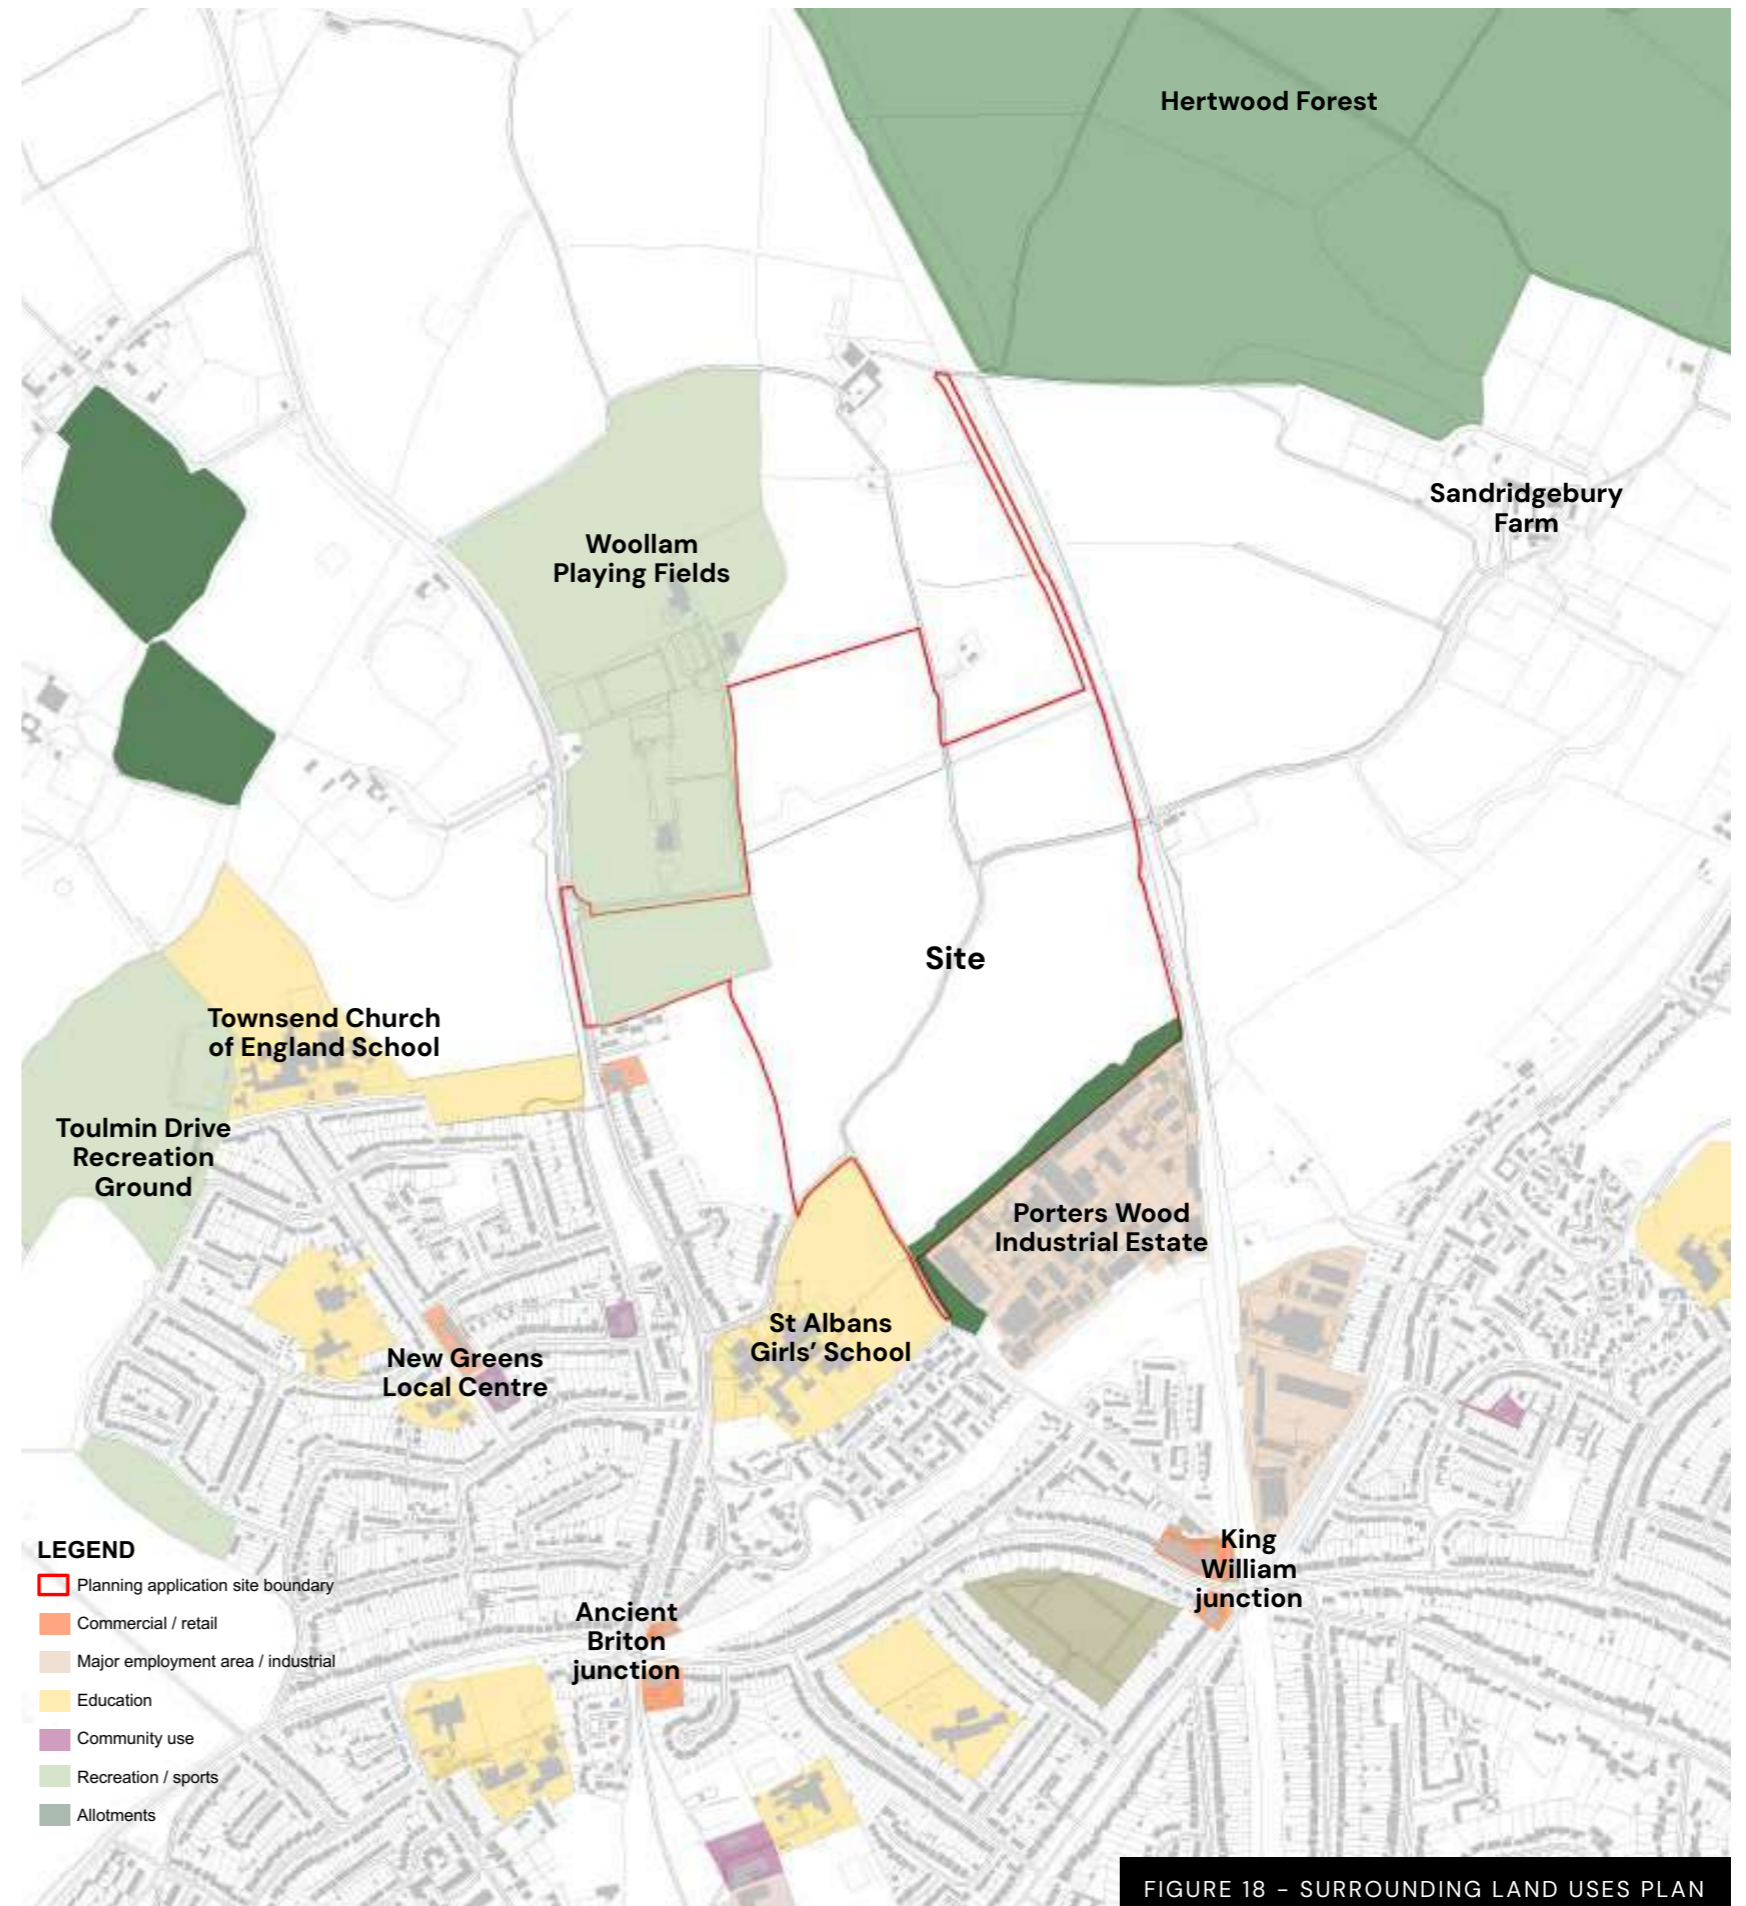 Hertwood Forest
Sandridgebury
Farm
Woollam
Playing Fields
Site
Townsend Church
of England School
Toulmin Drive
Recreation
Ground
Porters Wood
Industrial Estate
St Albans
Girls' School
New Greens
Local Centre
King
William
junction
Ancient
Briton
junction
LEGEND
Planning application site boundary
Commercial / retail
Major employment area / industrial
Education
Community use
Recreation / sports
Allotments
FIGURE 18 - SURROUNDING LAND USES PLAN